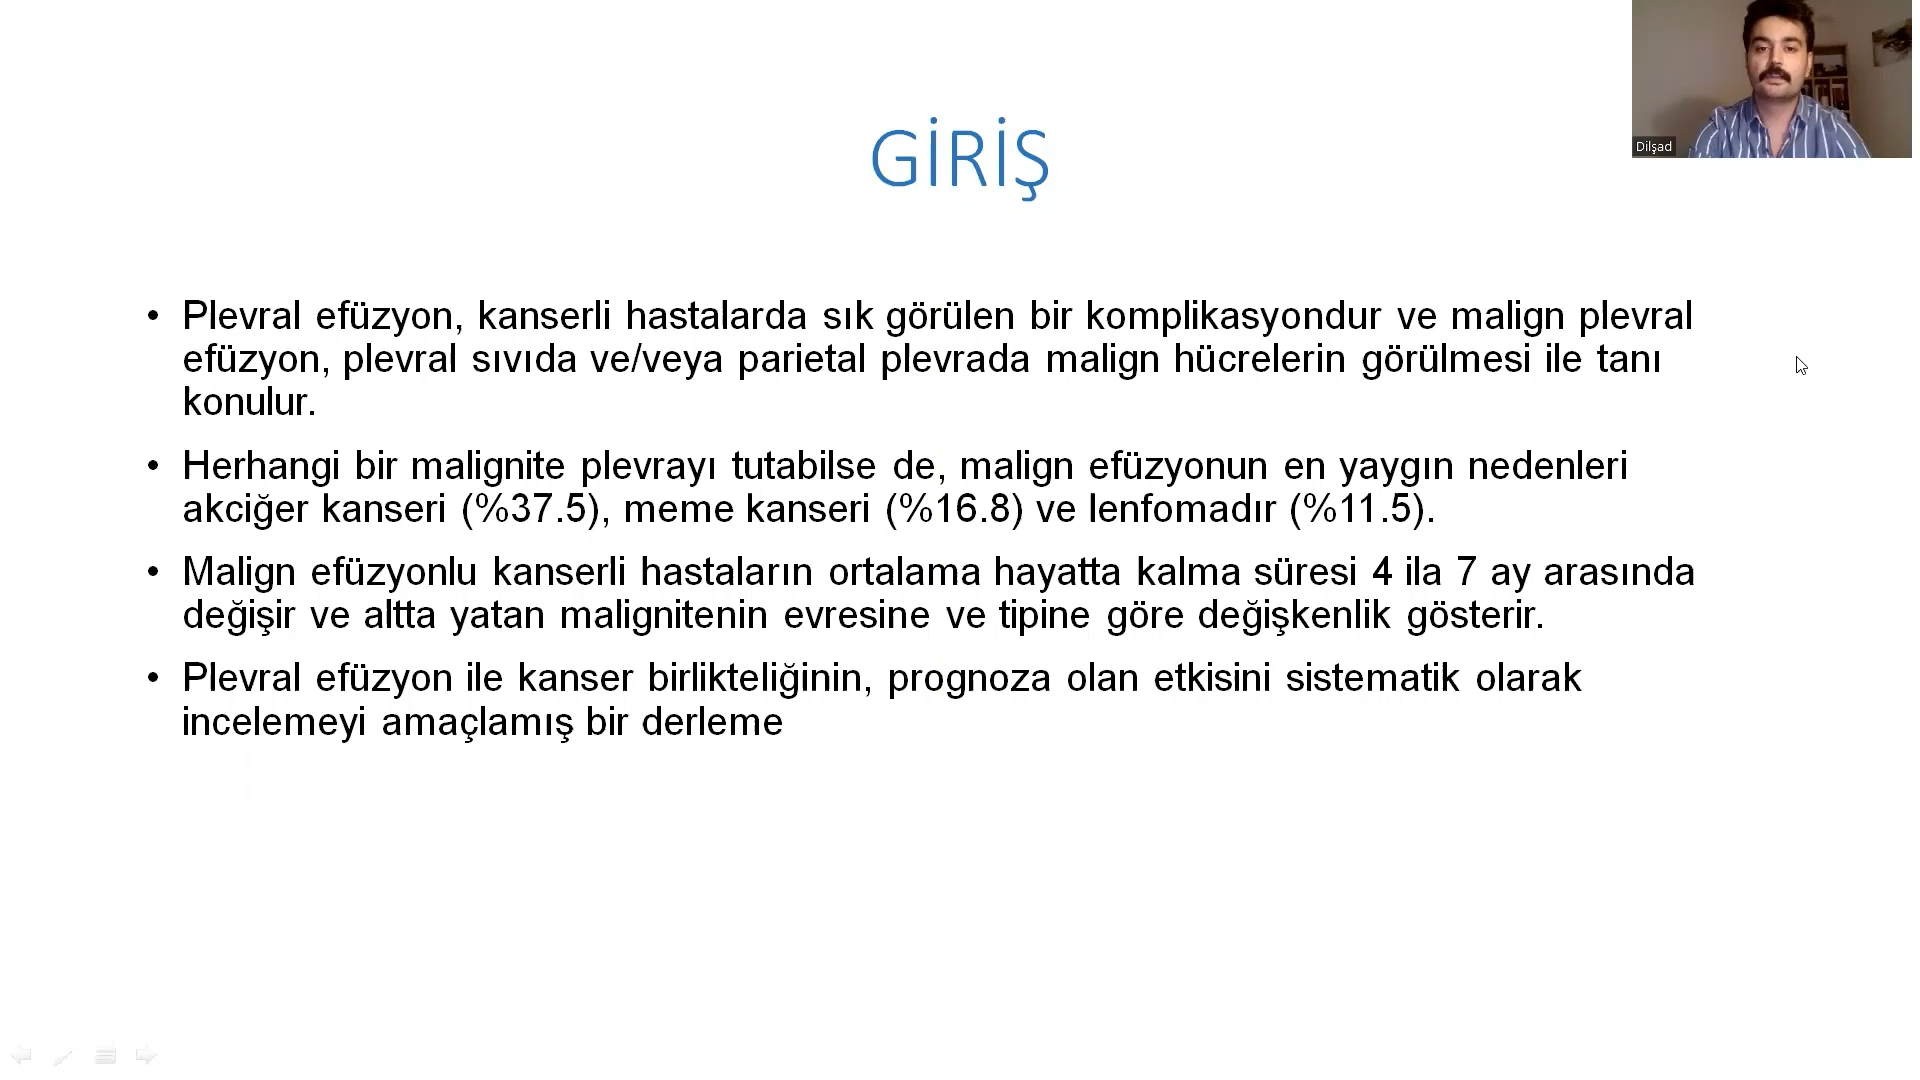 GİRİŞ
Dilşad
• Plevral efüzyon, kanserli hastalarda sık görülen bir komplikasyondur ve malign plevral
efüzyon, plevral sıvıda ve/veya parietal plevrada malign hücrelerin görülmesi ile tanı
konulur.
• Herhangi bir malignite plevrayı tutabilse de, malign efüzyonun en yaygın nedenleri
akciğer kanseri (%37.5), meme kanseri (%16.8) ve lenfomadır (%11.5).
• Malign efüzyonlu kanserli hastaların ortalama hayatta kalma süresi 4 ila 7 ay arasında
değişir ve altta yatan malignitenin evresine ve tipine göre değişkenlik gösterir.
• Plevral efüzyon ile kanser birlikteliğinin, prognoza olan etkisini sistematik olarak
incelemeyi amaçlamış bir derleme